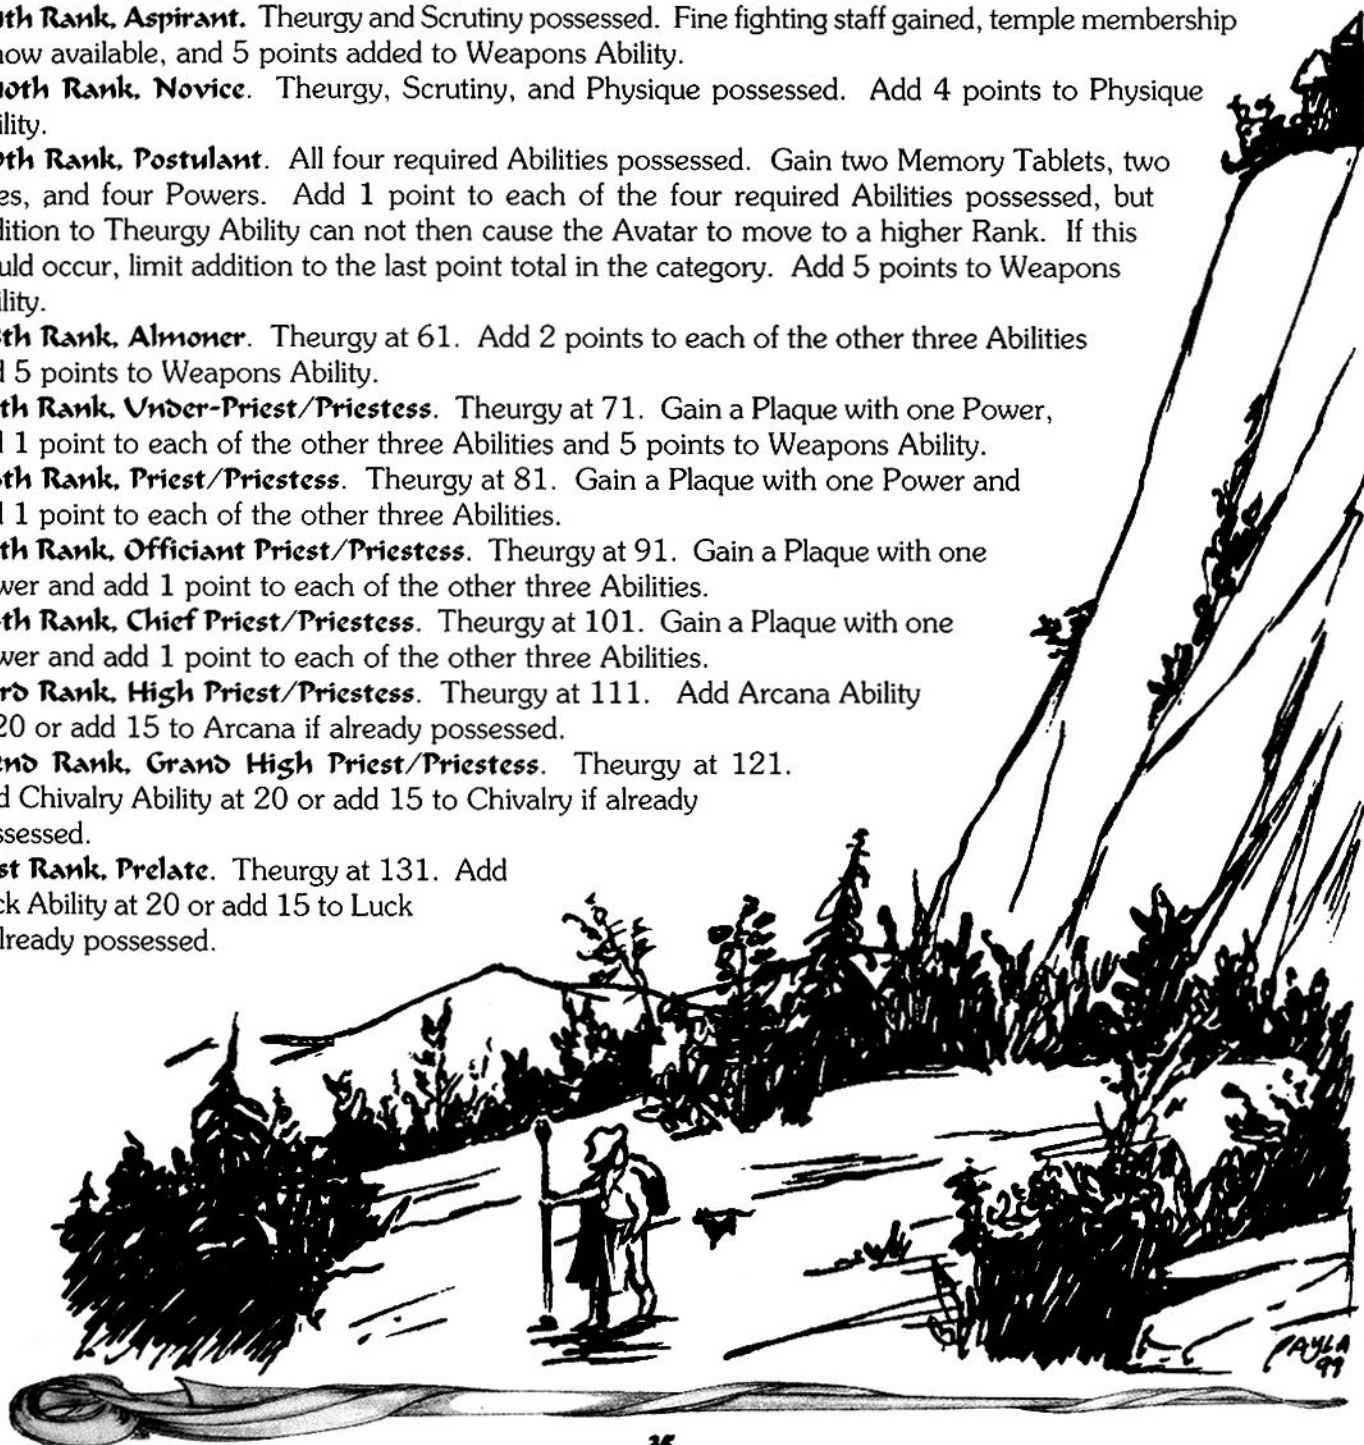 th Rank, Aspirant. Theurgy and Scrutiny possessed. Fine fighting staff gained, temple membership
now available, and 5 points added to Weapons Ability.
0th Rank, Novice. Theurgy, Scrutiny, and Physique possessed. Add 4 points to Physique
ility.
th Rank, Postulant. All four required Abilities possessed. Gain two Memory Tablets, two
es, and four Powers. Add 1 point to each of the four required Abilities possessed, but
dition to Theurgy Ability can not then cause the Avatar to move to a higher Rank. If this
uld occur, limit addition to the last point total in the category. Add 5 points to Weapons
ility.
th Rank, Almoner. Theurgy at 61. Add 2 points to each of the other three Abilities
d 5 points to Weapons Ability.
th Rank, Under-Priest/Priestess. Theurgy at 71. Gain a Plaque with one Power,
d 1 point to each of the other three Abilities and 5 points to Weapons Ability.
th Rank, Priest/Priestess. Theurgy at 81. Gain a Plaque with one Power and
d 1 point to each of the other three Abilities.
th Rank, Officiant Priest/Priestess. Theurgy at 91. Gain a Plaque with one
wer and add 1 point to each of the other three Abilities.
th Rank, Chief Priest/Priestess. Theurgy at 101. Gain a Plaque with one
wer and add 1 point to each of the other three Abilities.
rd Rank, High Priest/Priestess. Theurgy at 111. Add Arcana Ability
20 or add 15 to Arcana if already possessed.
nd Rank, Grand High Priest/Priestess. Theurgy at 121.
d Chivalry Ability at 20 or add 15 to Chivalry if already
ssessed.
st Rank, Prelate. Theurgy at 131. Add
ck Ability at 20 or add 15 to Luck
already possessed.
PAYLA
99